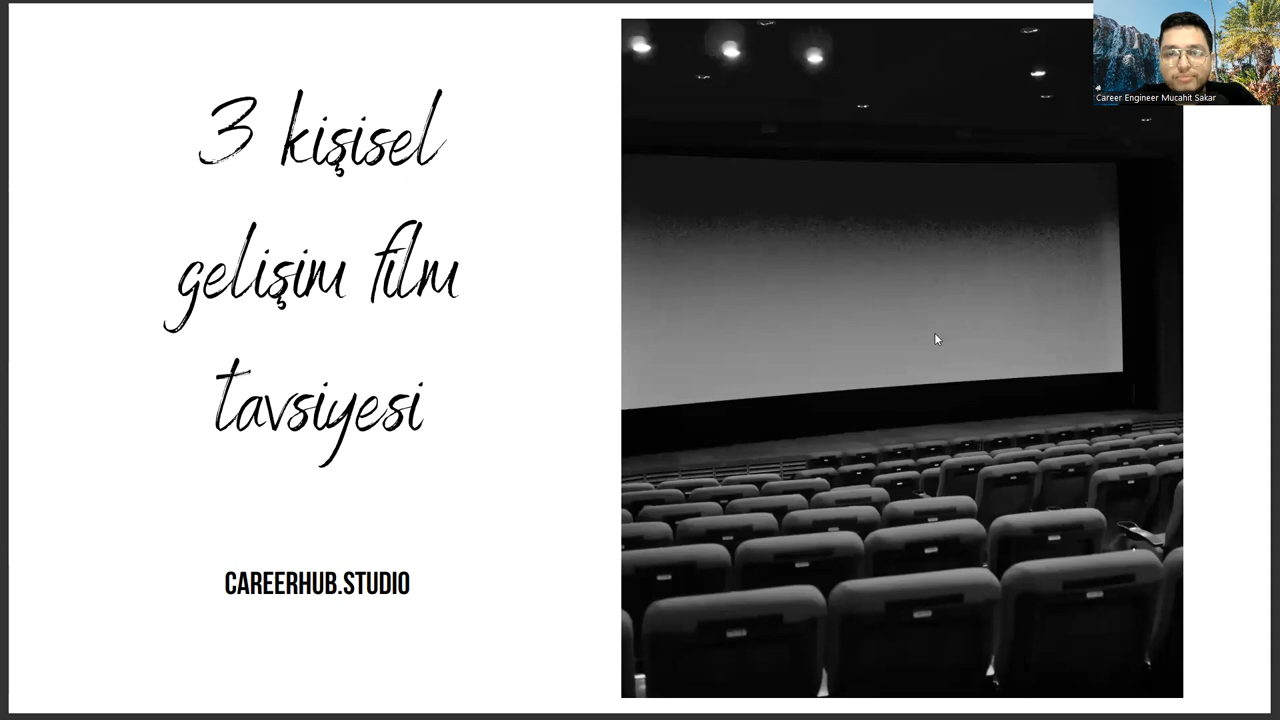 3 kişisel
gelişim film
tavsiyesi
CAREERHUB.STUDIO
Career Engineer Mucahit Sakar